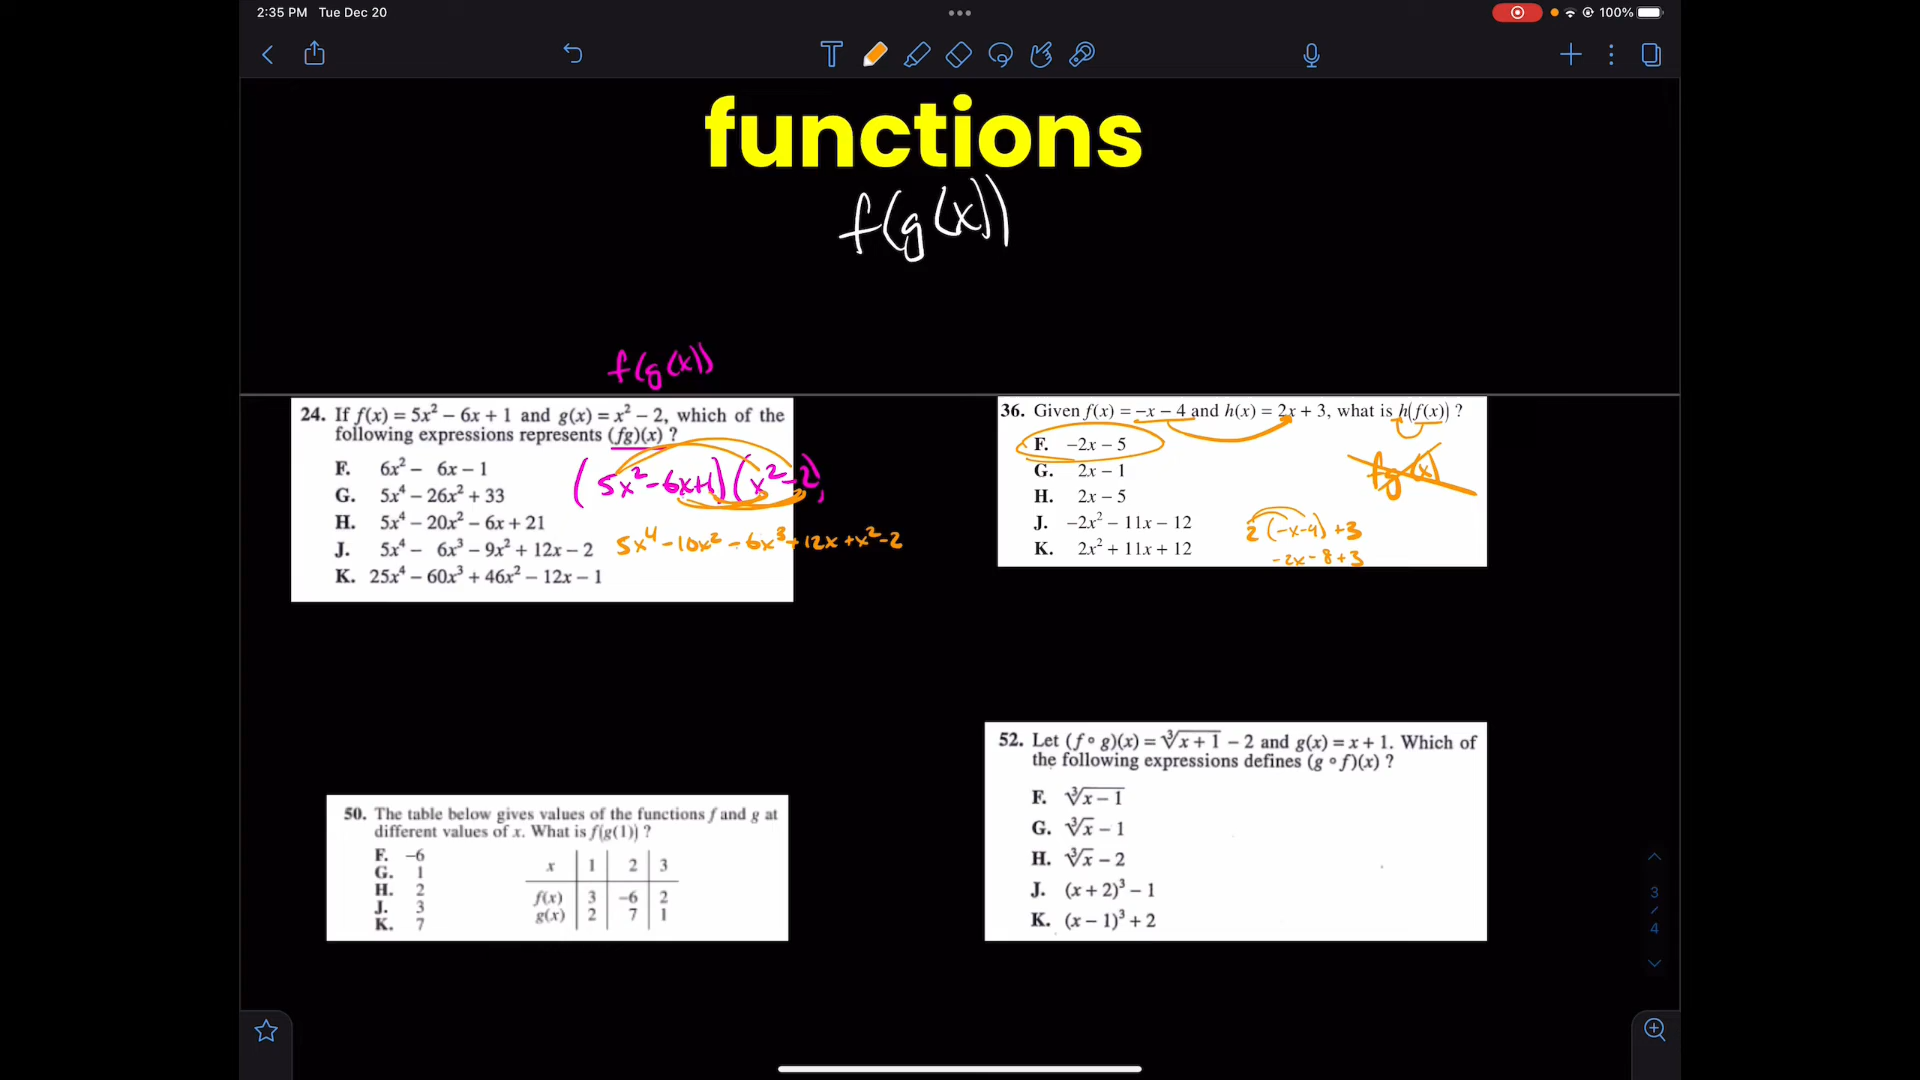 2:35 PM Tue Dec 20
100%
functions
f(g(x))
f(g(x))
24. If f(x) = 5x² − 6x + 1 and g(x) = x² − 2, which of the
following expressions represents (fg)(x) ?
F. 6x² − 6x − 1
G. 5x⁴ − 26x² + 33
H. 5x⁴ − 20x² − 6x + 21
J. 5x⁴ − 6x³ − 9x² + 12x − 2
K. 25x⁴ − 60x³ + 46x² − 12x − 1
(5x²-6x+1)(x²-2)
5x⁴-10x²-6x³+12x+x²-2
36. Given f(x) = −x − 4 and h(x) = 2x + 3, what is h(f(x)) ?
F. −2x − 5
G. 2x − 1
H. 2x − 5
J. −2x² − 11x − 12
K. 2x² + 11x + 12
fg(x)
2(-x-4)+3
-2x-8+3
50. The table below gives values of the functions f and g at
different values of x. What is f(g(1)) ?
F. −6
G. 1
H. 2
J. 3
K. 7
x 1 2 3
f(x) 3 −6 2
g(x) 2 7 1
52. Let (f ∘ g)(x) = ∛(x + 1) − 2 and g(x) = x + 1. Which of
the following expressions defines (g ∘ f)(x) ?
F. ∛(x − 1)
G. ∛x − 1
H. ∛x − 2
J. (x + 2)³ − 1
K. (x − 1)³ + 2
3
/
4